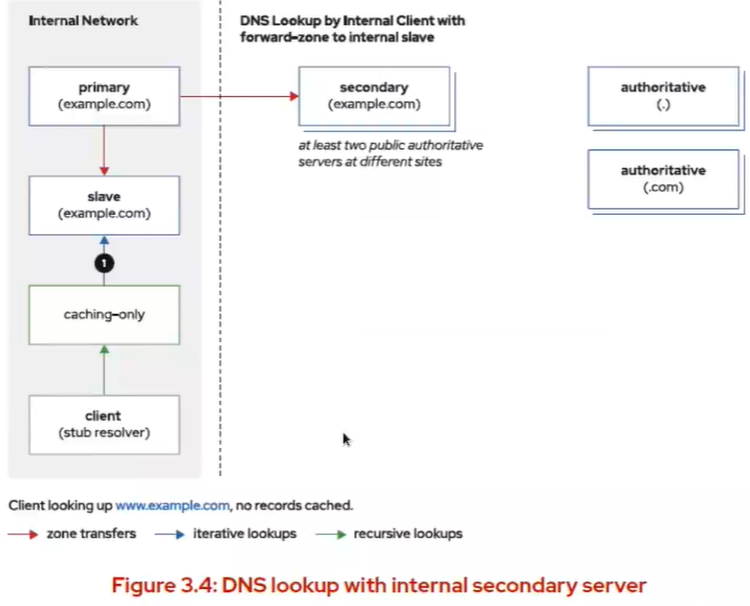 Internal Network
DNS Lookup by Internal Client with
forward-zone to internal slave
primary
(example.com)
secondary
(example.com)
authoritative
(.)
at least two public authoritative
servers at different sites
slave
(example.com)
authoritative
(.com)
1
caching-only
client
(stub resolver)
Client looking up www.example.com, no records cached.
zone transfers
iterative lookups
recursive lookups
Figure 3.4: DNS lookup with internal secondary server